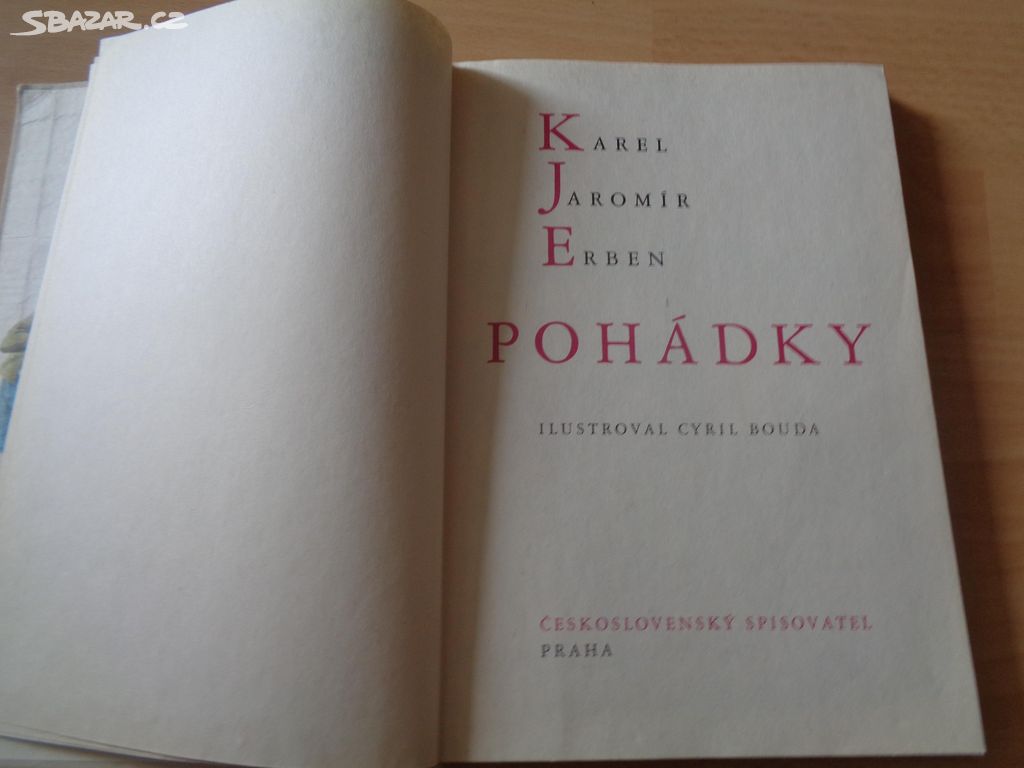 SBAZAR.CZ
KAREL
JAROMÍR
ERBEN
POHÁDKY
ILUSTROVAL CYRIL BOUDA
ČESKOSLOVENSKÝ SPISOVATEL
PRAHA